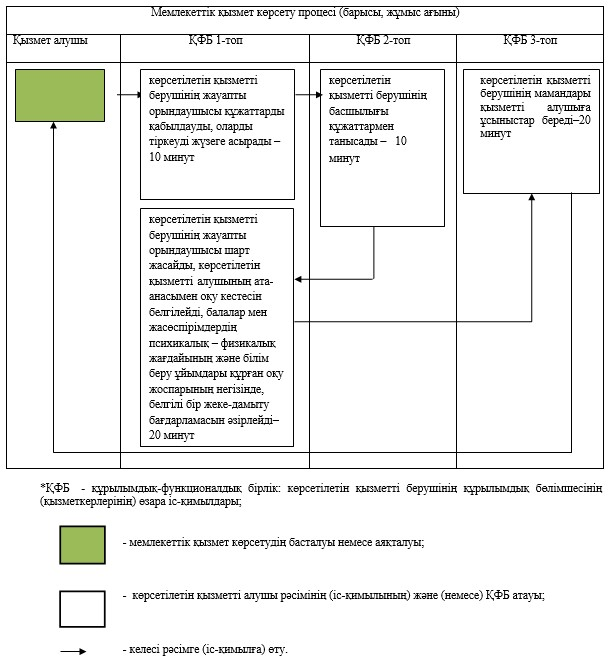 Мемлекеттік қызмет көрсету процесі (барысы, жұмыс ағыны)
Қызмет алушы
ҚФБ 1-топ
ҚФБ 2-топ
ҚФБ 3-топ
көрсетілетін қызметті
берушінің жауапты
орындаушысы құжаттарды
қабылдауды, оларды
тіркеуді жүзеге асырады –
10 минут
көрсетілетін
қызметті берушінің
басшылығы
құжаттармен
танысады – 10
минут
көрсетілетін қызметті
берушінің мамандары
қызметті алушыға
ұсыныстар береді–20
минут
көрсетілетін қызметті
берушінің жауапты
орындаушысы шарт
жасайды, көрсетілетін
қызметті алушының ата-
анасымен оқу кестесін
белгілейді, балалар мен
жасөспірімдердің
психикалық – физикалық
жағдайының және білім
беру ұйымдары құрған оқу
жоспарының негізінде,
белгілі бір жеке-дамыту
бағдарламасын әзірлейді–
20 минут
*ҚФБ - құрылымдық-функционалдық бірлік: көрсетілетін қызметті берушінің құрылымдық бөлімшесінің
(қызметкерлерінің) өзара іс-қимылдары;
- мемлекеттік қызмет көрсетудің басталуы немесе аяқталуы;
- көрсетілетін қызметті алушы рәсімінің (іс-қимылының) және (немесе) ҚФБ атауы;
- келесі рәсімге (іс-қимылға) өту.